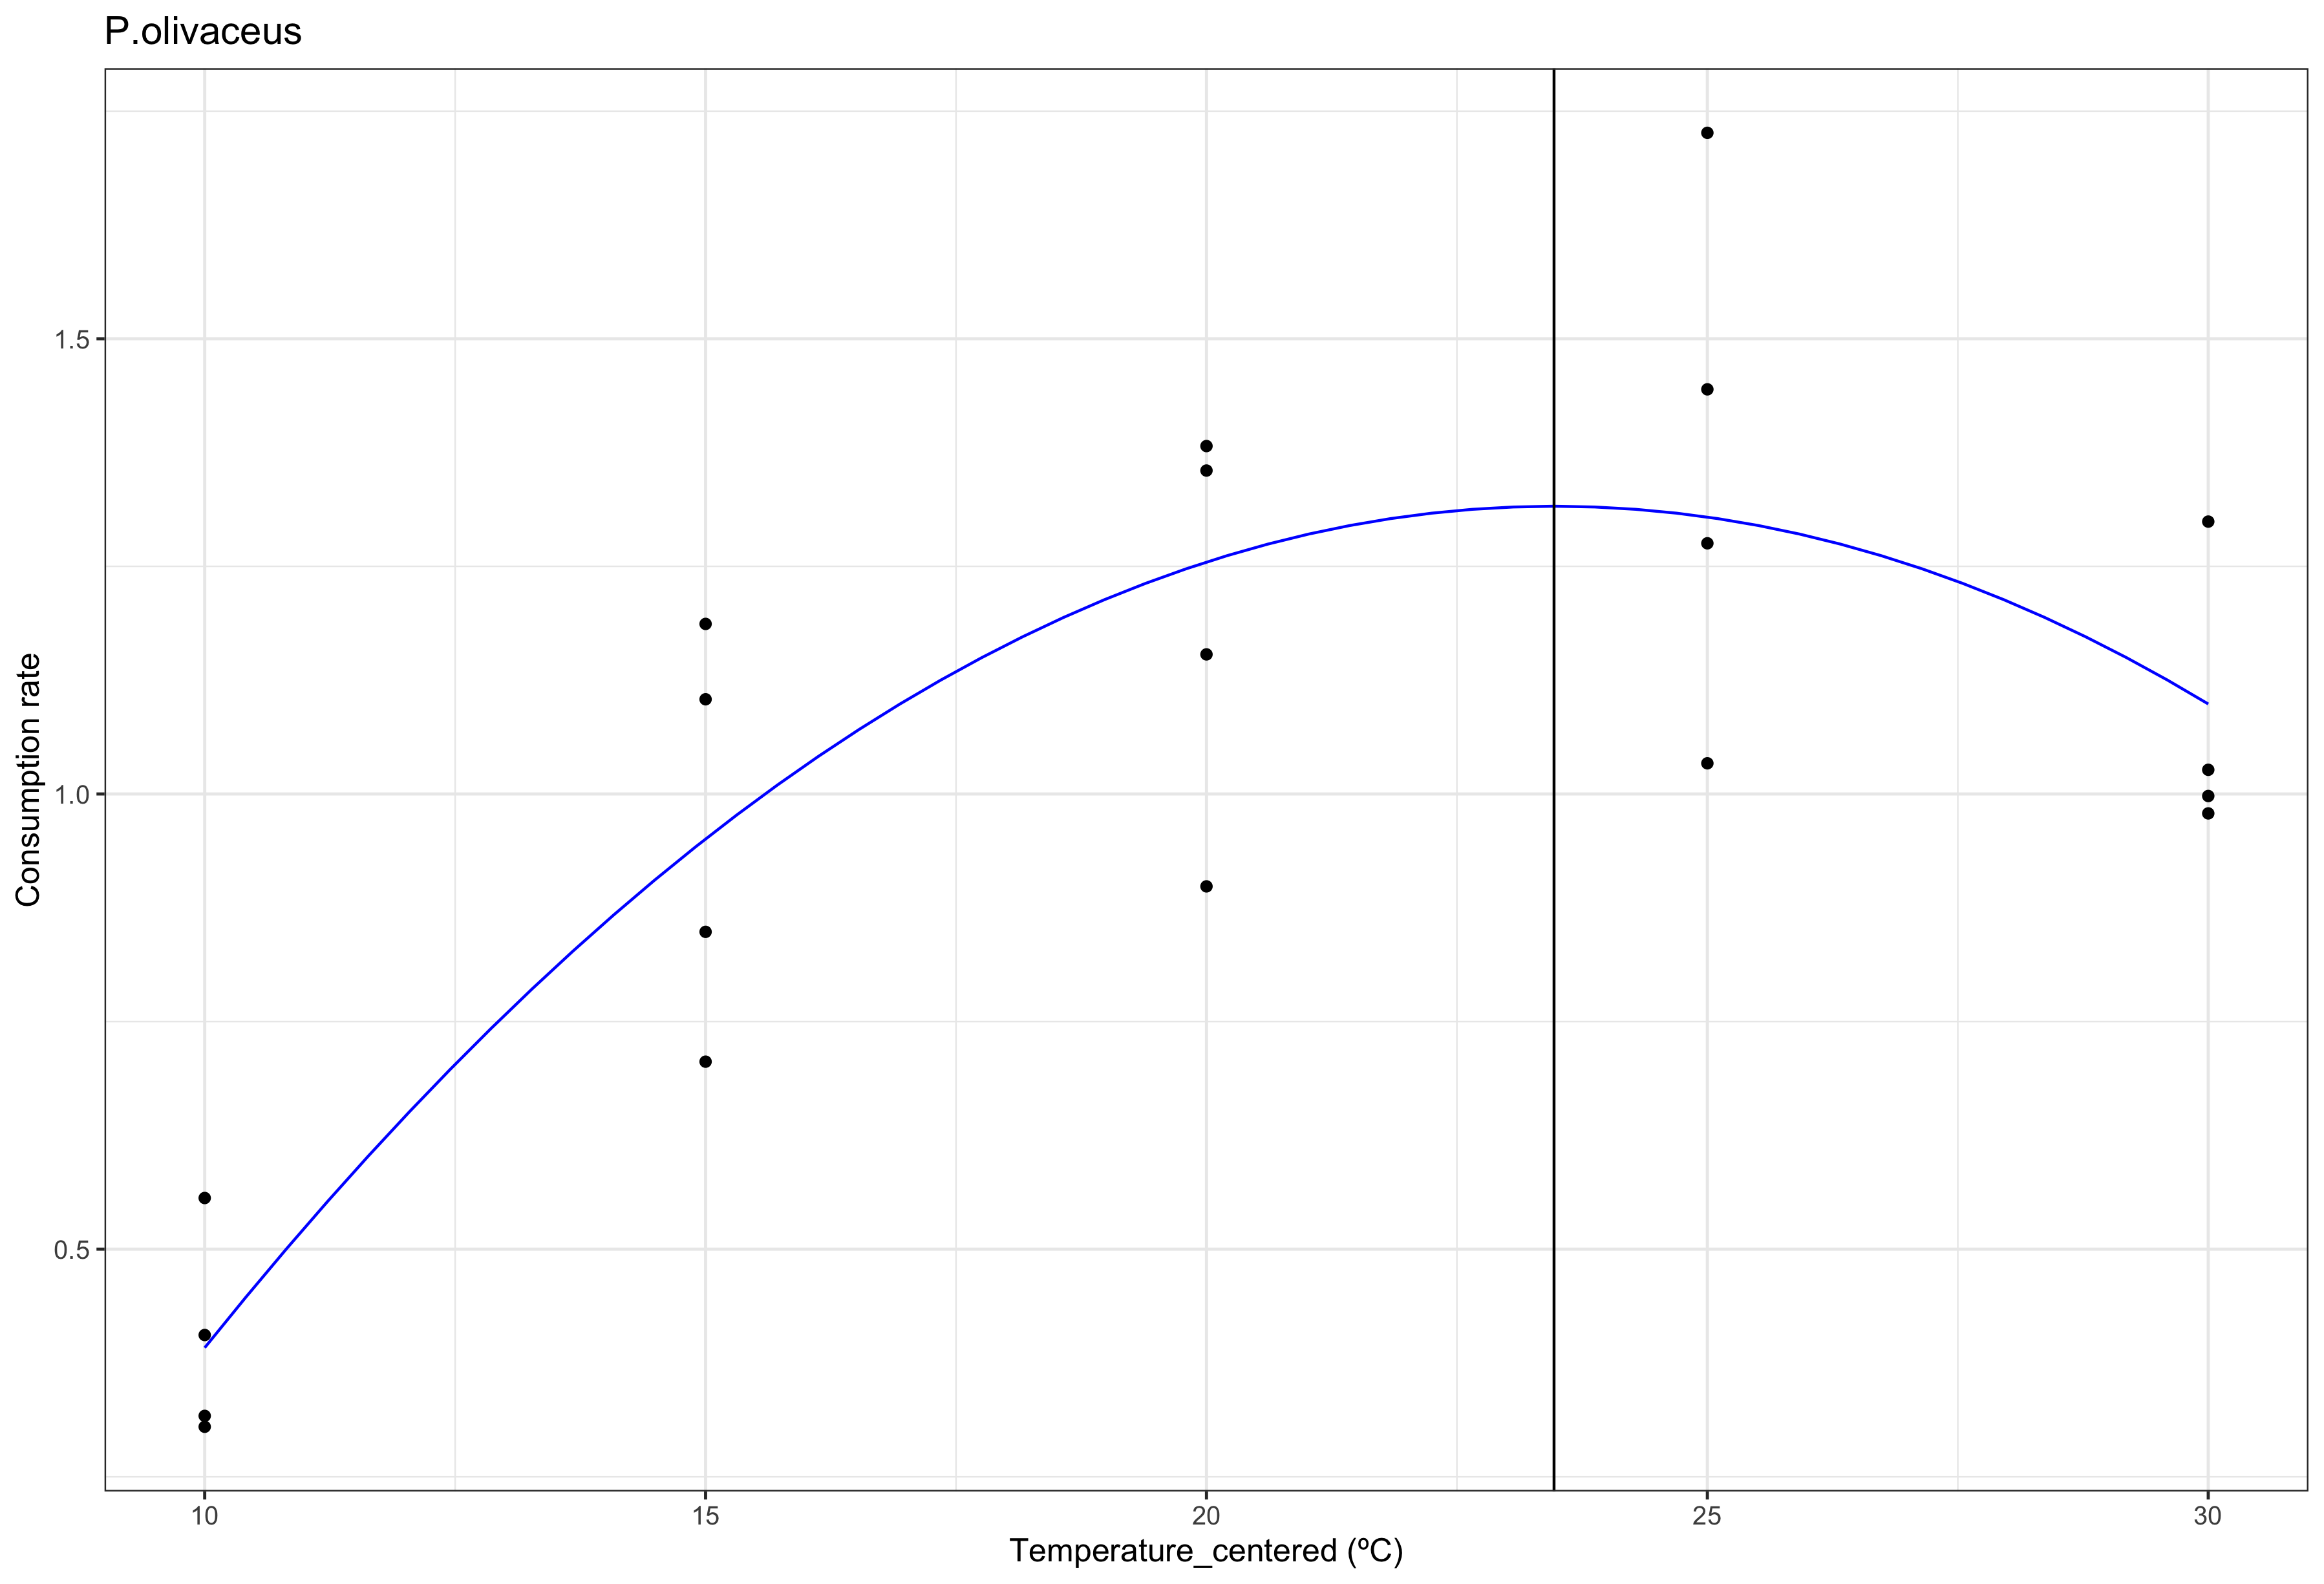 P.olivaceus
Consumption rate
1.5
1.0
0.5
10 15 20 25 30
Temperature_centered (ºC)